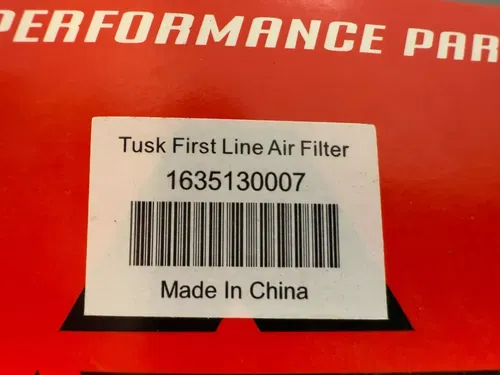 PERFORMANCE PAR
Tusk First Line Air Filter
1635130007
Made In China